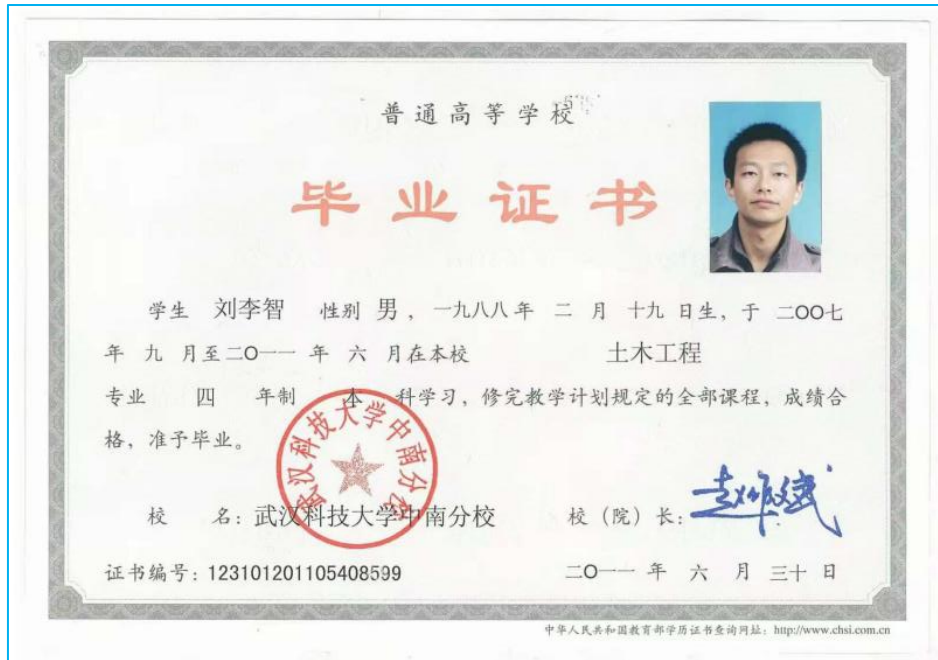 普通高等学校
毕业证书
学生 刘李智 性别 男，一九八八年 二 月 十九 日生，于 二〇〇七
年 九 月至二〇一一 年 六 月在本校 土木工程
专业 四 年制 本 科学习，修完教学计划规定的全部课程，成绩合
格，准予毕业。
武汉科技大学中南分校
校 名：武汉科技大学中南分校 校（院）长：
证书编号：123101201105408599 二〇一一 年 六 月 三十 日
中华人民共和国教育部学历证书查询网址：http://www.chsi.com.cn